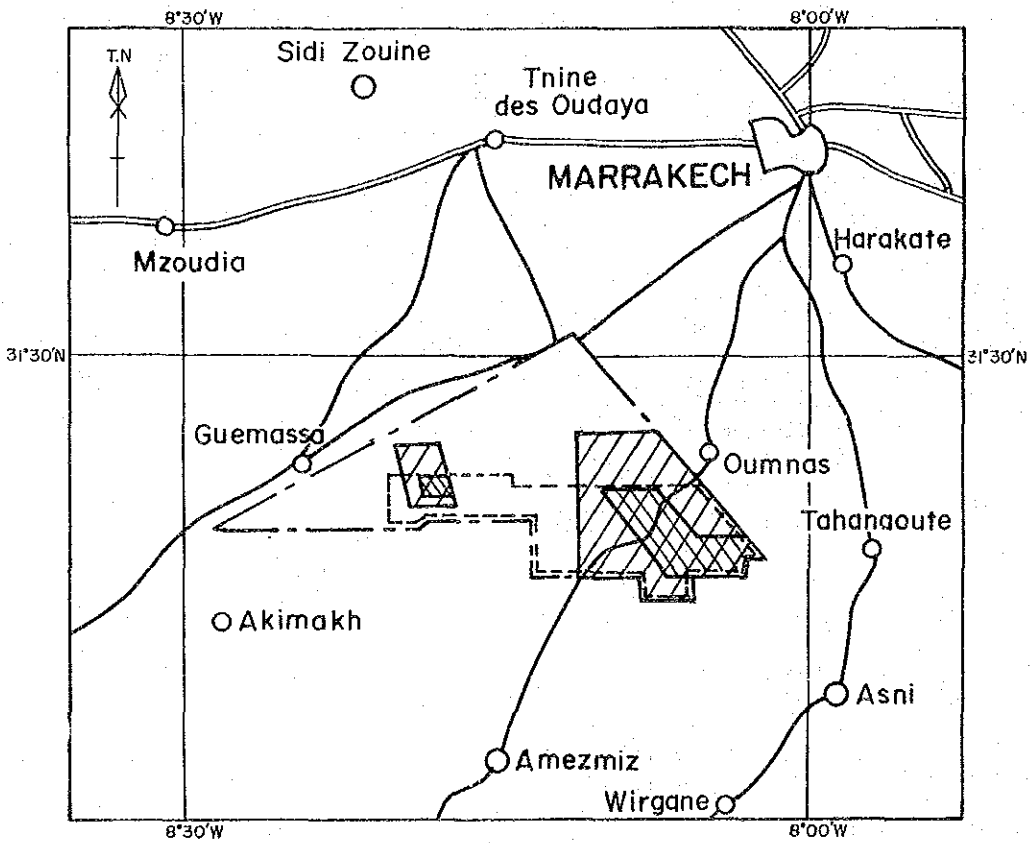 8°30'W
8°00'W
T.N
Sidi Zouine
Tnine
des Oudaya
MARRAKECH
Mzoudia
Harakate
31°30'N
31°30'N
Guemassa
Oumnas
Tahanaoute
Akimakh
Asni
Amezmiz
Wirgane
8°30'W
8°00'W